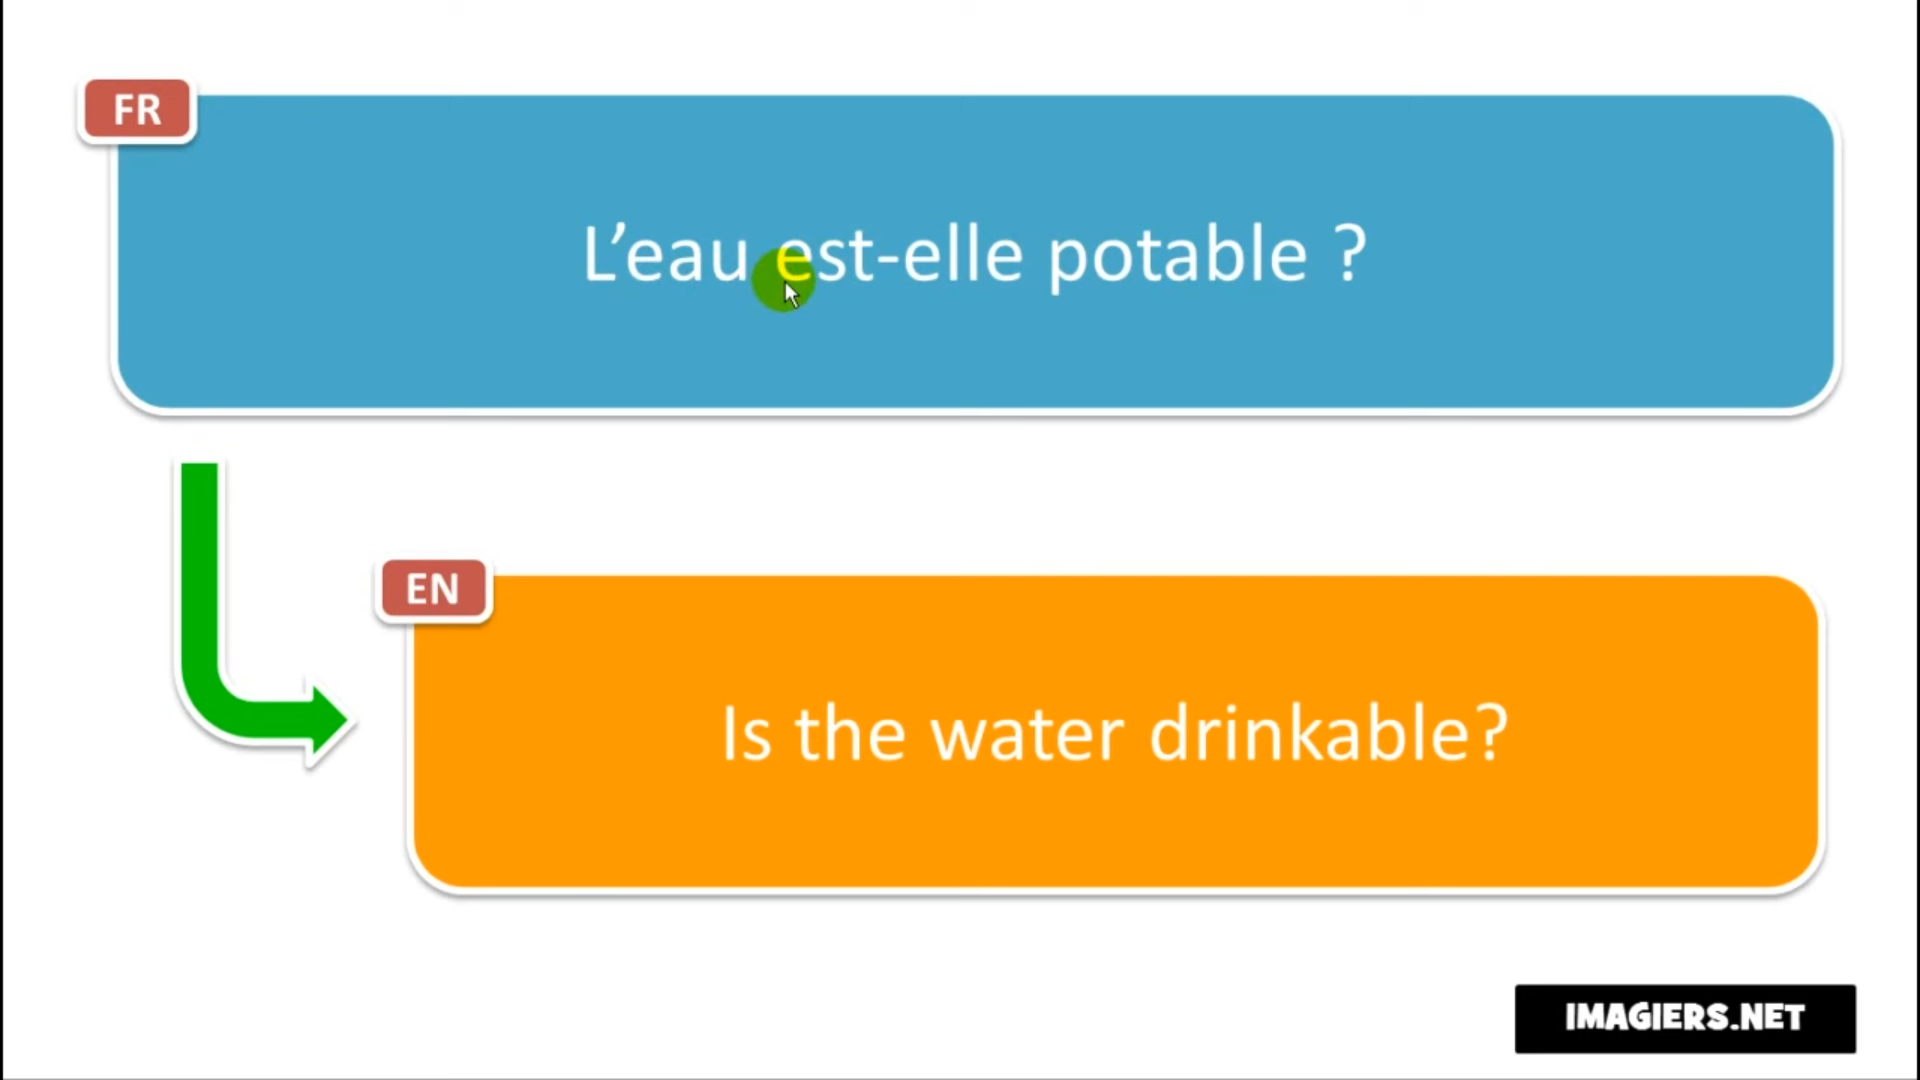 FR
L’eau est-elle potable ?
EN
Is the water drinkable?
IMAGIERS.NET